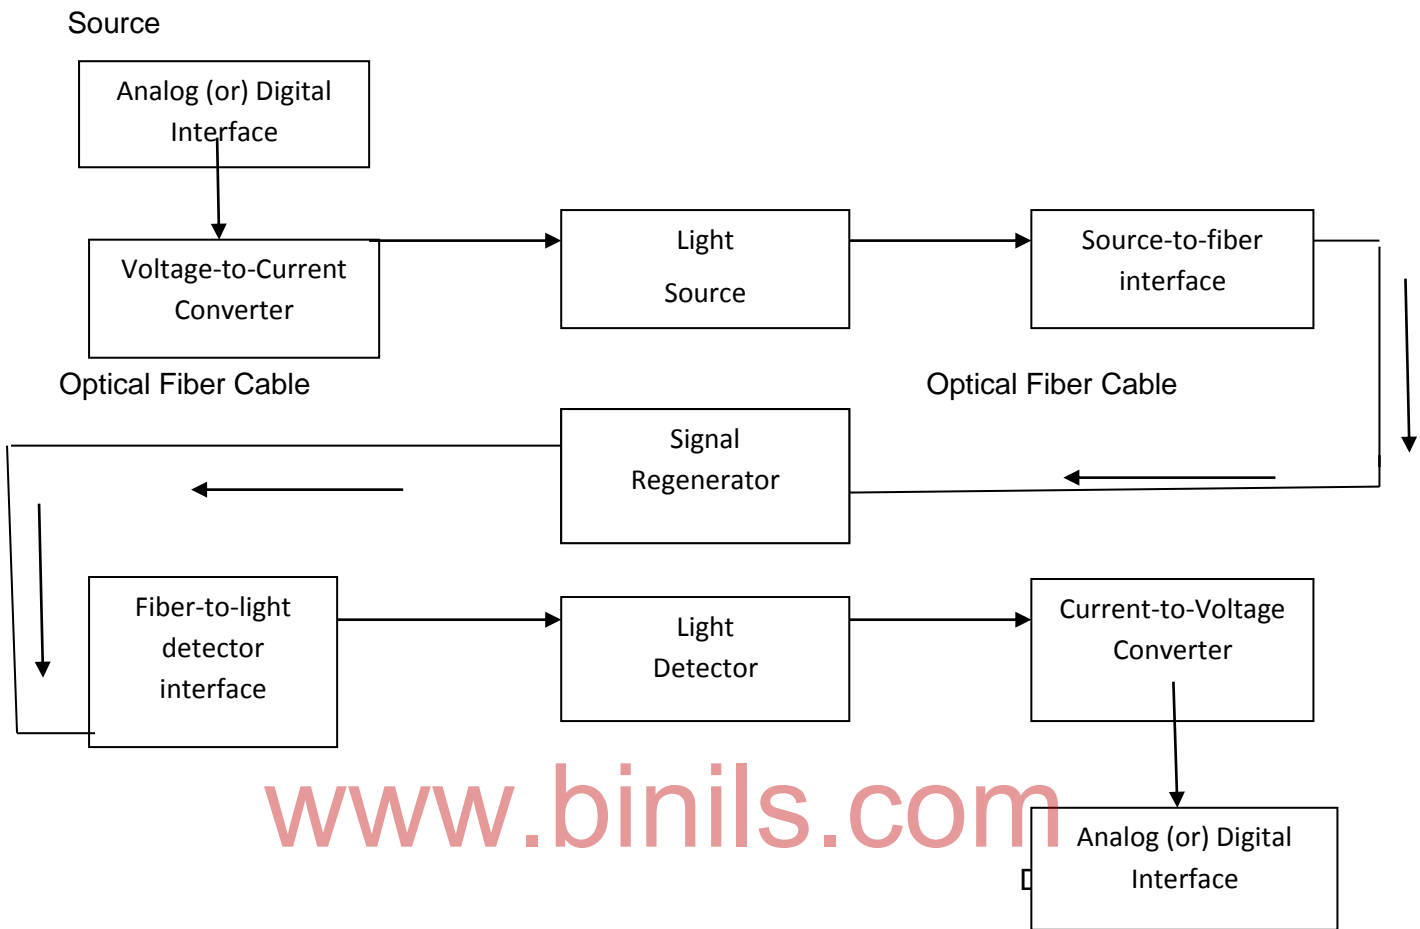 Source
Analog (or) Digital
Interface
Voltage-to-Current
Converter
Light
Source
Source-to-fiber
interface
Optical Fiber Cable
Optical Fiber Cable
Signal
Regenerator
Fiber-to-light
detector
interface
Light
Detector
Current-to-Voltage
Converter
www.binils.com
Analog (or) Digital
Interface